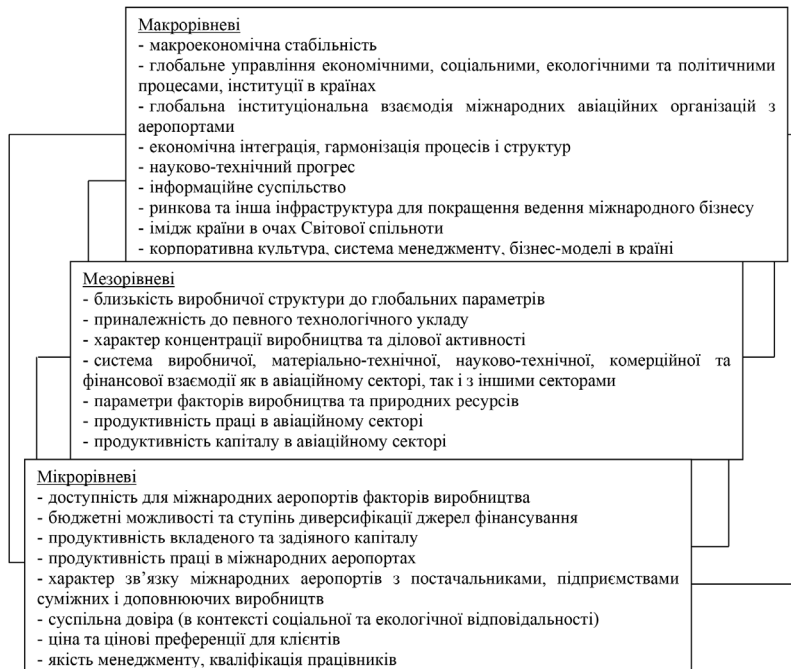 Макрорівневі
- макроекономічна стабільність
- глобальне управління економічними, соціальними, екологічними та політичними
процесами, інституції в країнах
- глобальна інституціональна взаємодія міжнародних авіаційних організацій з
аеропортами
- економічна інтеграція, гармонізація процесів і структур
- науково-технічний прогрес
- інформаційне суспільство
- ринкова та інша інфраструктура для покращення ведення міжнародного бізнесу
- імідж країни в очах Світової спільноти
- корпоративна культура, система менеджменту, бізнес-моделі в країні
Мезорівневі
- близькість виробничої структури до глобальних параметрів
- приналежність до певного технологічного укладу
- характер концентрації виробництва та ділової активності
- система виробничої, матеріально-технічної, науково-технічної, комерційної та
фінансової взаємодії як в авіаційному секторі, так і з іншими секторами
- параметри факторів виробництва та природних ресурсів
- продуктивність праці в авіаційному секторі
- продуктивність капіталу в авіаційному секторі
Мікрорівневі
- доступність для міжнародних аеропортів факторів виробництва
- бюджетні можливості та ступінь диверсифікації джерел фінансування
- продуктивність вкладеного та задіяного капіталу
- продуктивність праці в міжнародних аеропортах
- характер зв’язку міжнародних аеропортів з постачальниками, підприємствами
суміжних і доповнюючих виробництв
- суспільна довіра (в контексті соціальної та екологічної відповідальності)
- ціна та цінові преференції для клієнтів
- якість менеджменту, кваліфікація працівників